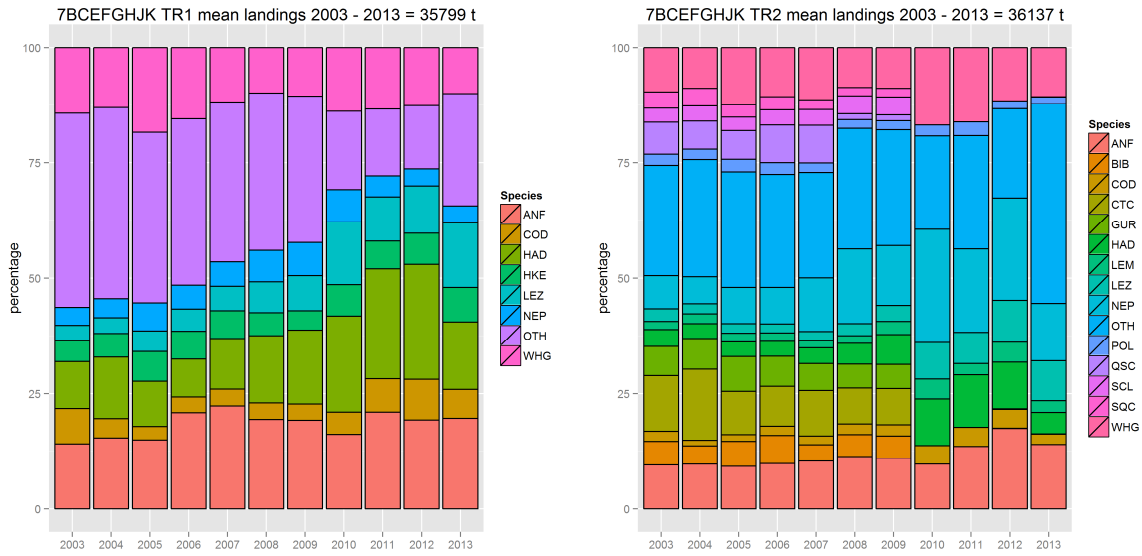 7BCEFGHJK TR1 mean landings 2003 - 2013 = 35799 t
percentage
100
75
50
25
0
2003 2004 2005 2006 2007 2008 2009 2010 2011 2012 2013
Species
ANF
COD
HAD
HKE
LEZ
NEP
OTH
WHG
7BCEFGHJK TR2 mean landings 2003 - 2013 = 36137 t
percentage
100
75
50
25
0
2003 2004 2005 2006 2007 2008 2009 2010 2011 2012 2013
Species
ANF
BIB
COD
CTC
GUR
HAD
LEM
LEZ
NEP
OTH
POL
QSC
SCL
SQC
WHG